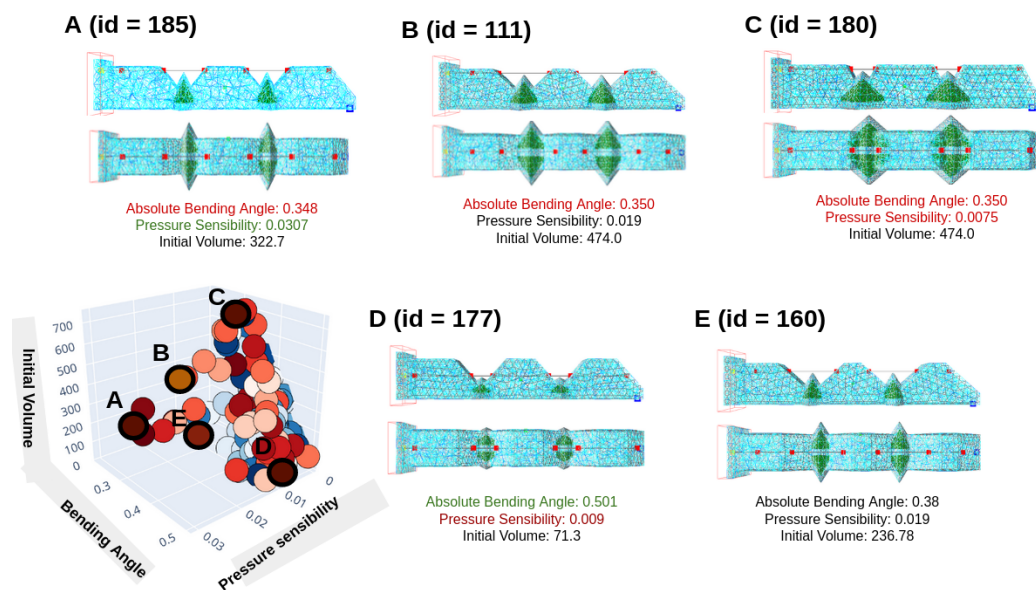 A (id = 185)
B (id = 111)
C (id = 180)
Absolute Bending Angle: 0.348
Pressure Sensibility: 0.0307
Initial Volume: 322.7
Absolute Bending Angle: 0.350
Pressure Sensibility: 0.019
Initial Volume: 474.0
Absolute Bending Angle: 0.350
Pressure Sensibility: 0.0075
Initial Volume: 474.0
Initial Volume
700
600
500
400
300
200
100
0
0.3
0.4
0.5
Bending Angle
0.03
0.02
0.01
0
Pressure sensibility
C
B
A
E
D
D (id = 177)
E (id = 160)
Absolute Bending Angle: 0.501
Pressure Sensibility: 0.009
Initial Volume: 71.3
Absolute Bending Angle: 0.38
Pressure Sensibility: 0.019
Initial Volume: 236.78